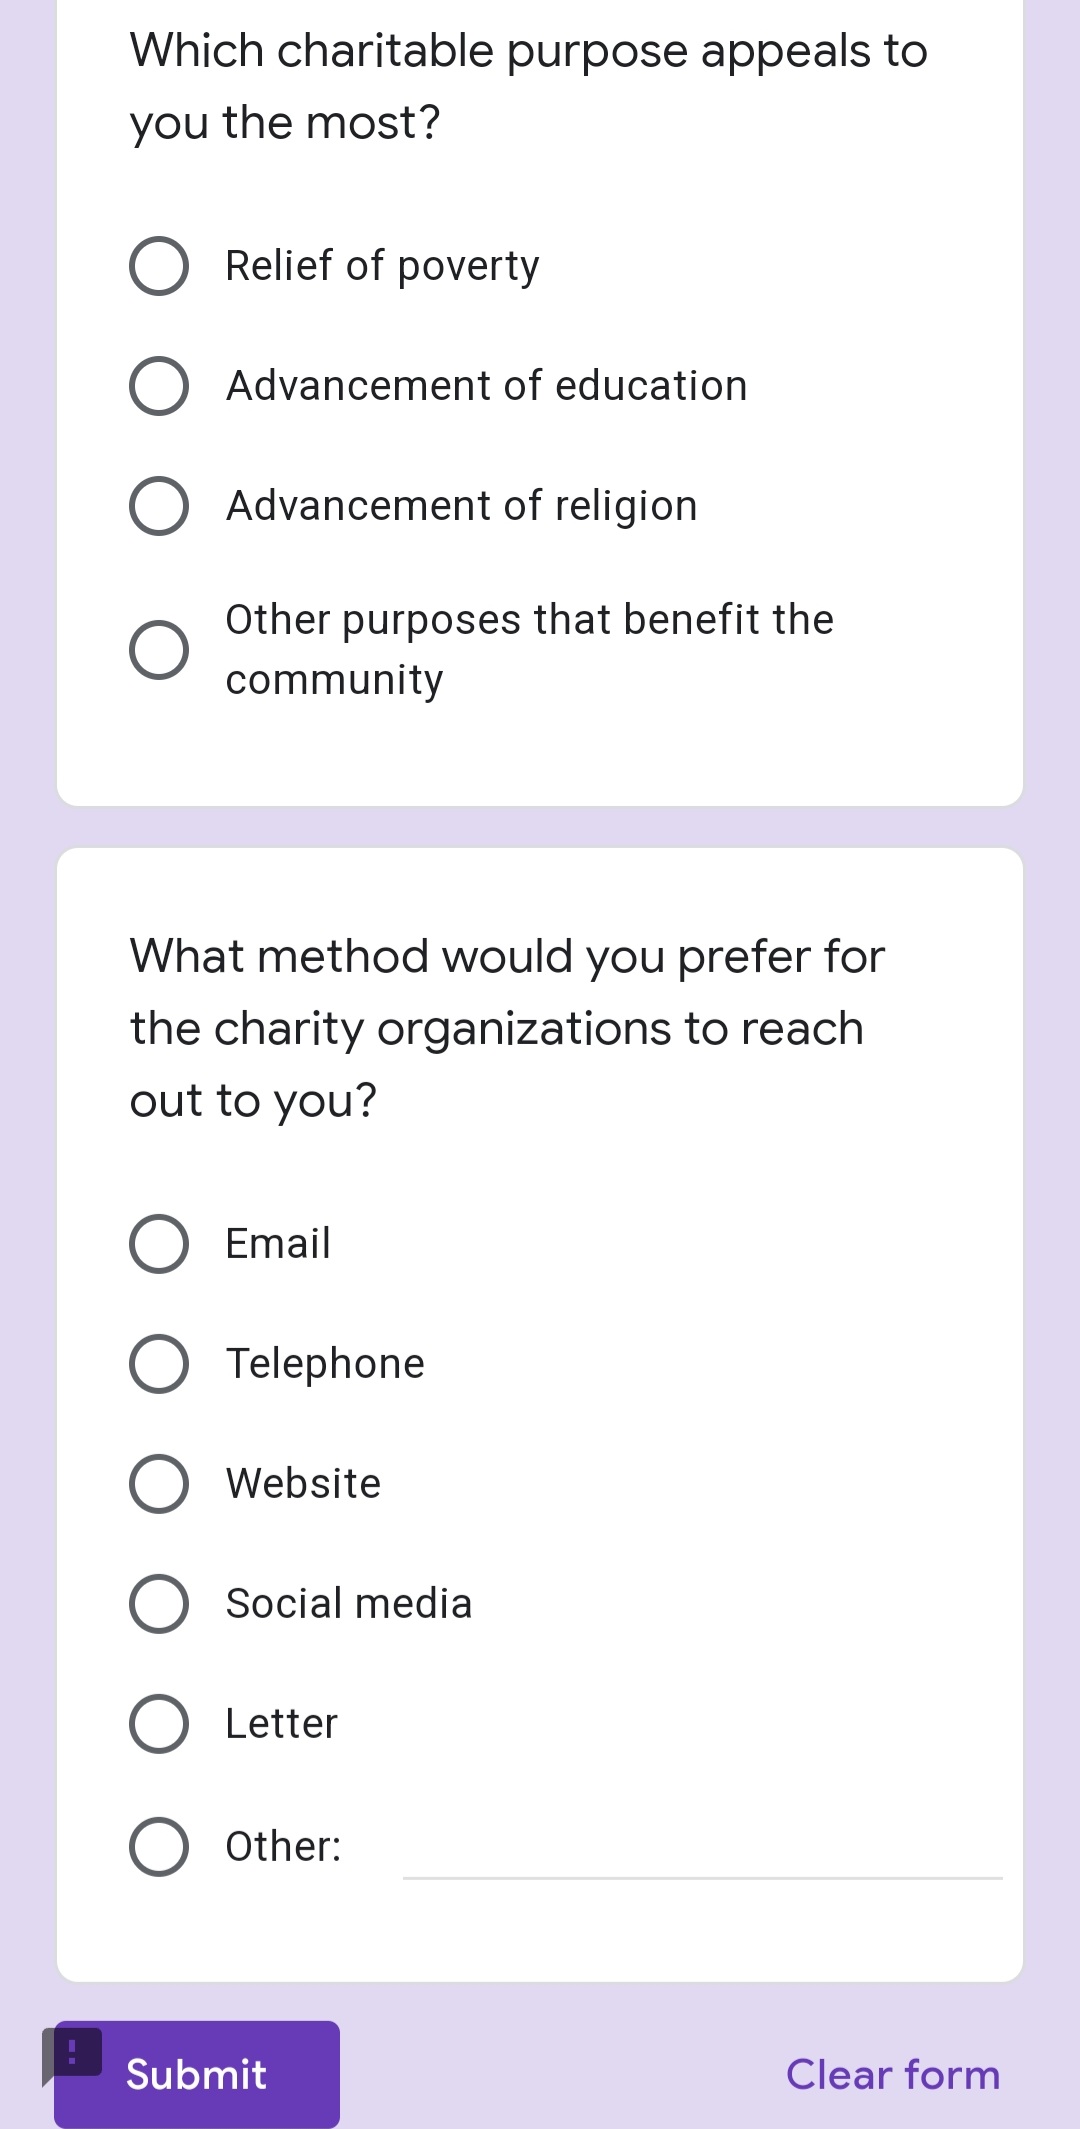 Which charitable purpose appeals to
you the most?
Relief of poverty
Advancement of education
Advancement of religion
Other purposes that benefit the
community
What method would you prefer for
the charity organizations to reach
out to you?
Email
Telephone
Website
Social media
Letter
Other:
Submit
Clear form